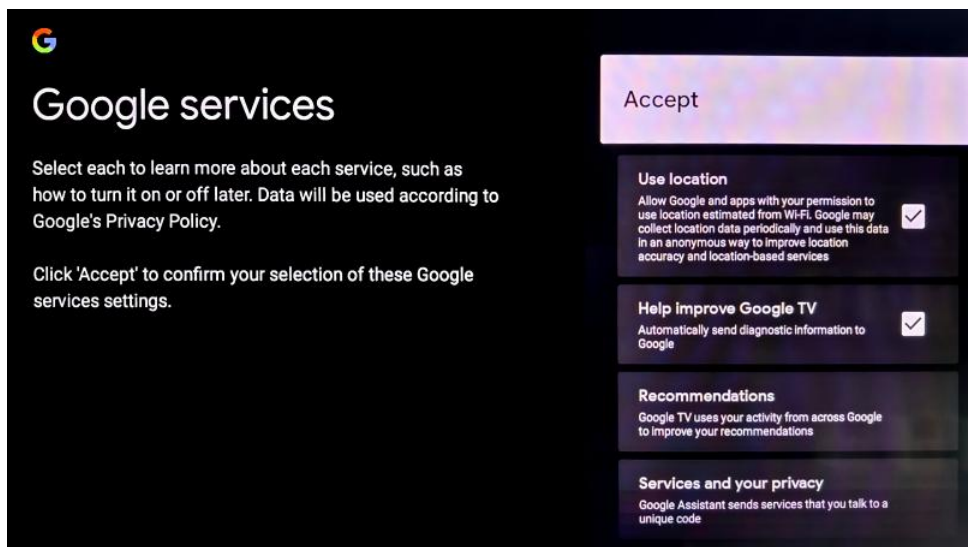 Google services
Select each to learn more about each service, such as
how to turn it on or off later. Data will be used according to
Google's Privacy Policy.
Click 'Accept' to confirm your selection of these Google
services settings.
Accept
Use location
Allow Google and apps with your permission to
use location estimated from Wi-Fi. Google may
collect location data periodically and use this data
in an anonymous way to improve location
accuracy and location-based services
Help improve Google TV
Automatically send diagnostic information to
Google
Recommendations
Google TV uses your activity from across Google
to improve your recommendations
Services and your privacy
Google Assistant sends services that you talk to a
unique code